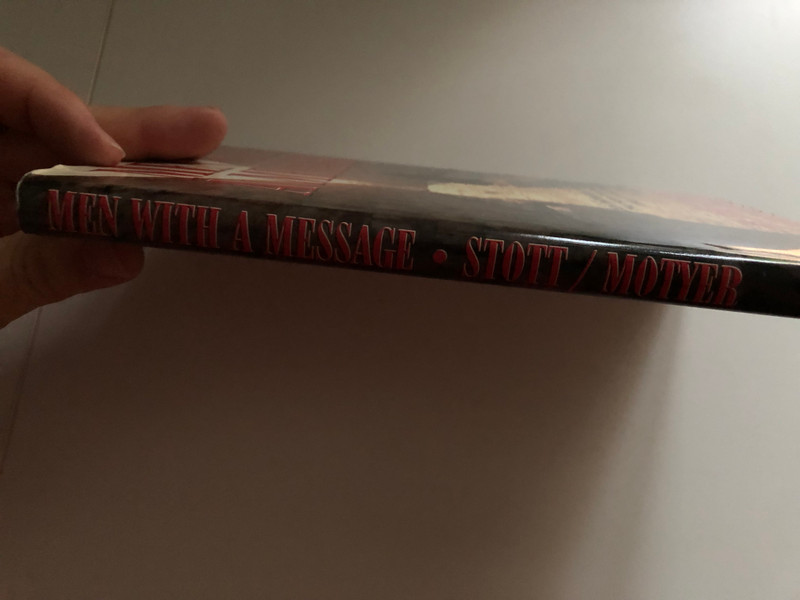 MEN WITH A MESSAGE • STOTT / MOTYER